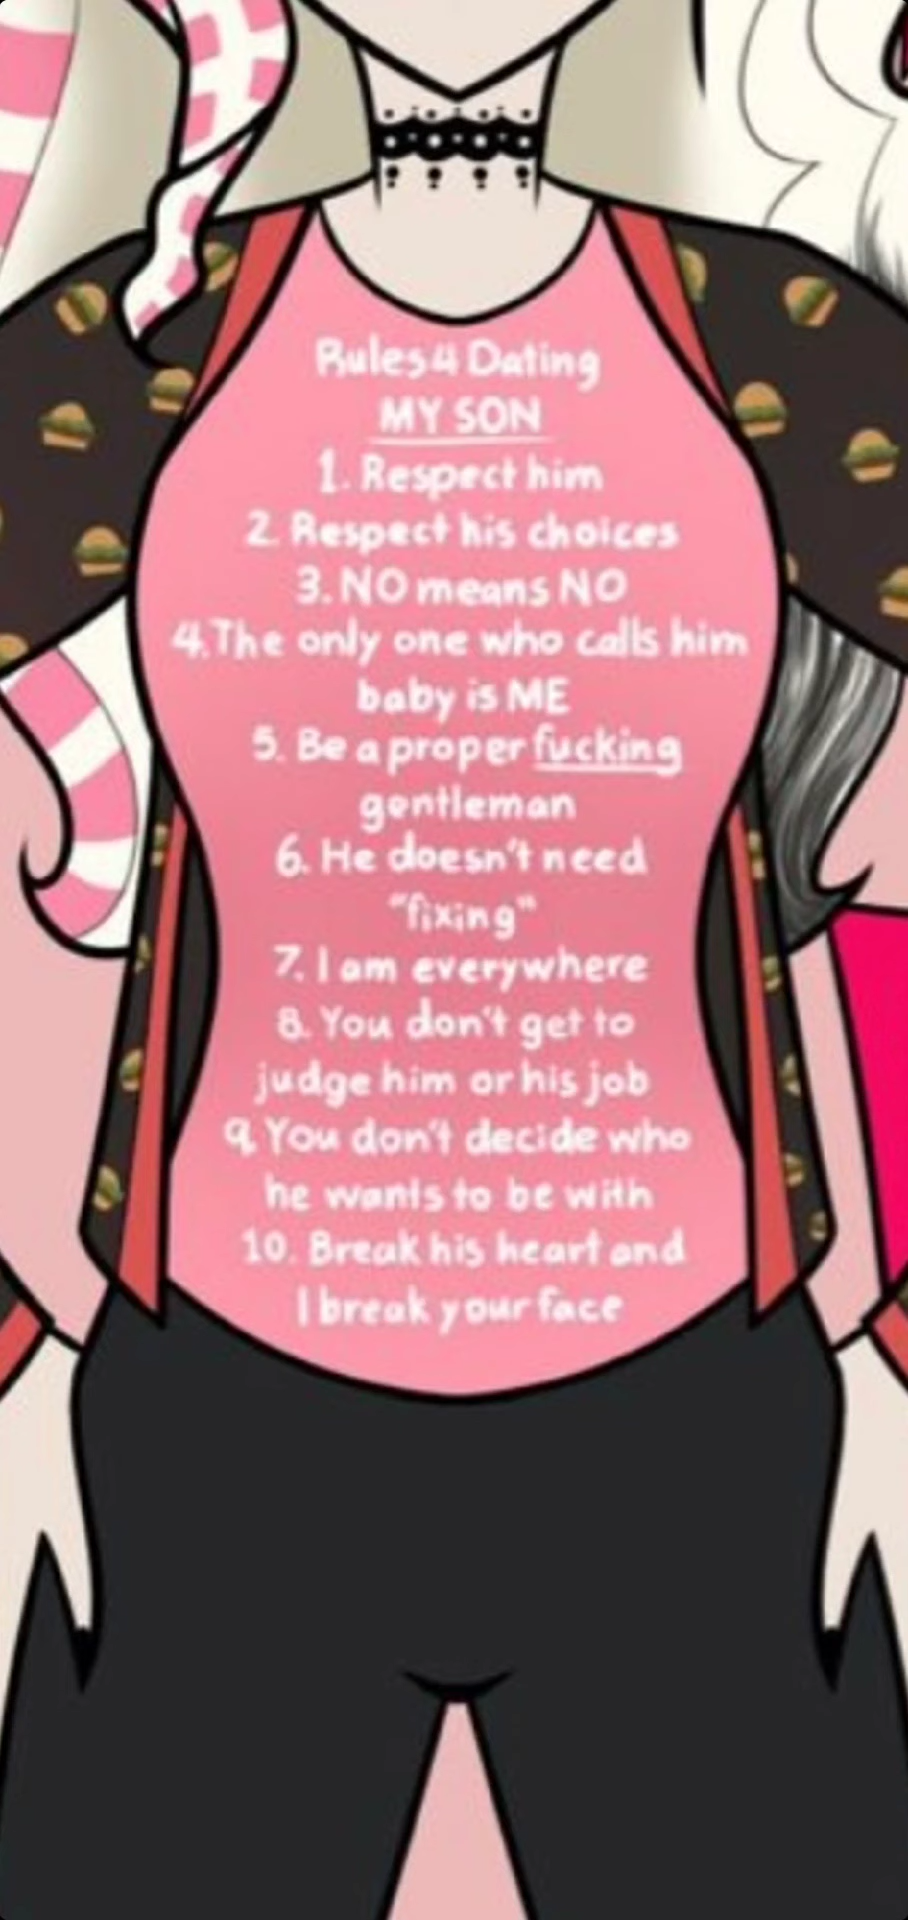 Rules 4 Dating
MY SON
1. Respect him
2. Respect his choices
3. NO means NO
4. The only one who calls him
baby is ME
5. Be a proper fucking
gentleman
6. He doesn't need
"fixing"
7. I am everywhere
8. You don't get to
judge him or his job
9. You don't decide who
he wants to be with
10. Break his heart and
I break your face